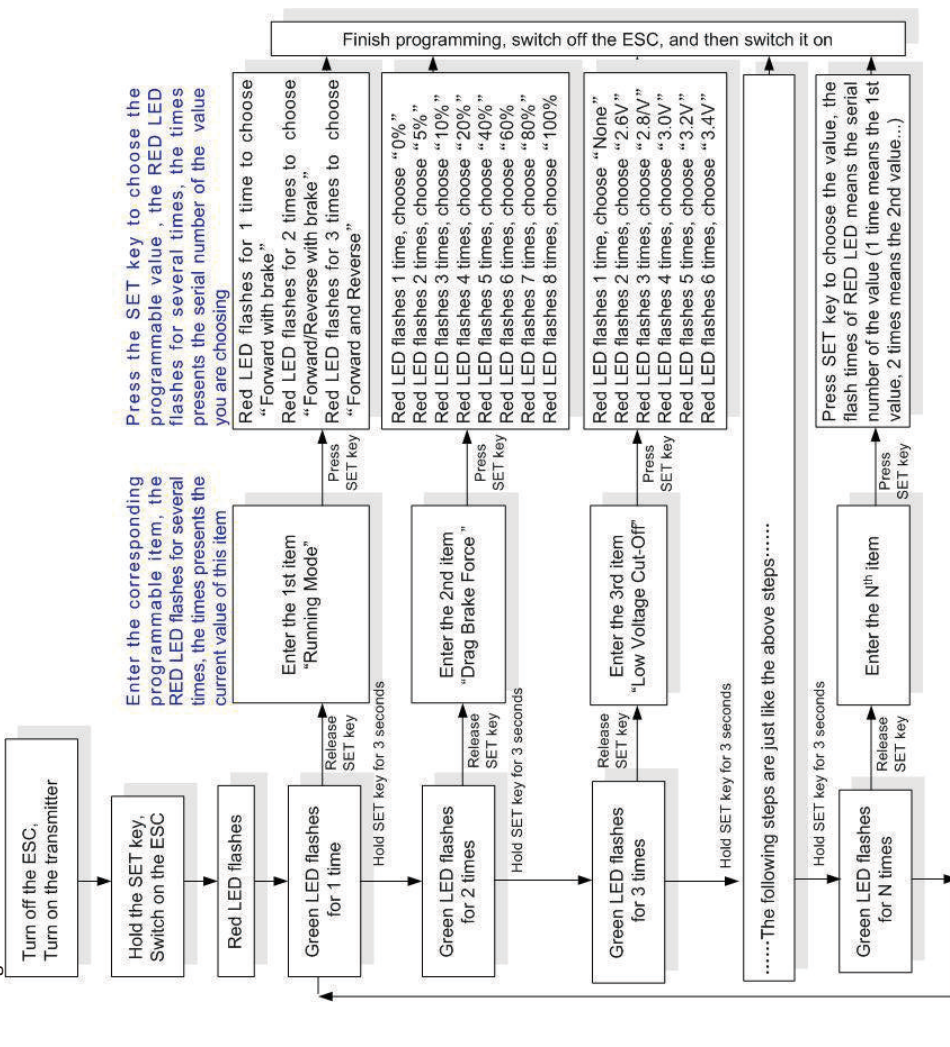 Turn off the ESC,
Turn on the transmitter
Hold the SET key,
Switch on the ESC
Red LED flashes
Enter the corresponding
programmable item, the
RED LED flashes for several
times, the times presents the
current value of this item
Press the SET key to choose the
programmable value , the RED LED
flashes for several times, the times
presents the serial number of the value
you are choosing
Green LED flashes
for 1 time
Release
SET key
Enter the 1st item
“Running Mode”
Press
SET key
Red LED flashes for 1 time to choose
“Forward with brake”
Red LED flashes for 2 times to choose
“Forward/Reverse with brake”
Red LED flashes for 3 times to choose
“Forward and Reverse”
Hold SET key for 3 seconds
Green LED flashes
for 2 times
Release
SET key
Enter the 2nd item
“Drag Brake Force ”
Press
SET key
Red LED flashes 1 time, choose “0%”
Red LED flashes 2 times, choose “5%”
Red LED flashes 3 times, choose “10%”
Red LED flashes 4 times, choose “20%”
Red LED flashes 5 times, choose “40%”
Red LED flashes 6 times, choose “60%
Red LED flashes 7 times, choose “80%”
Red LED flashes 8 times, choose “100%
Hold SET key for 3 seconds
Green LED flashes
for 3 times
Release
SET key
Enter the 3rd item
“Low Voltage Cut-Off”
Press
SET key
Red LED flashes 1 time, choose “None”
Red LED flashes 2 times, choose “2.6V”
Red LED flashes 3 times, choose “2.8/V”
Red LED flashes 4 times, choose “3.0V”
Red LED flashes 5 times, choose “3.2V”
Red LED flashes 6 times, choose “3.4V”
Hold SET key for 3 seconds
……The following steps are just like the above steps……
Hold SET key for 3 seconds
Green LED flashes
for N times
Release
SET key
Enter the Nth item
Press
SET key
Press SET key to choose the value, the
flash times of RED LED means the serial
number of the value (1 time means the 1st
value, 2 times means the 2nd value...)
Finish programming, switch off the ESC, and then switch it on